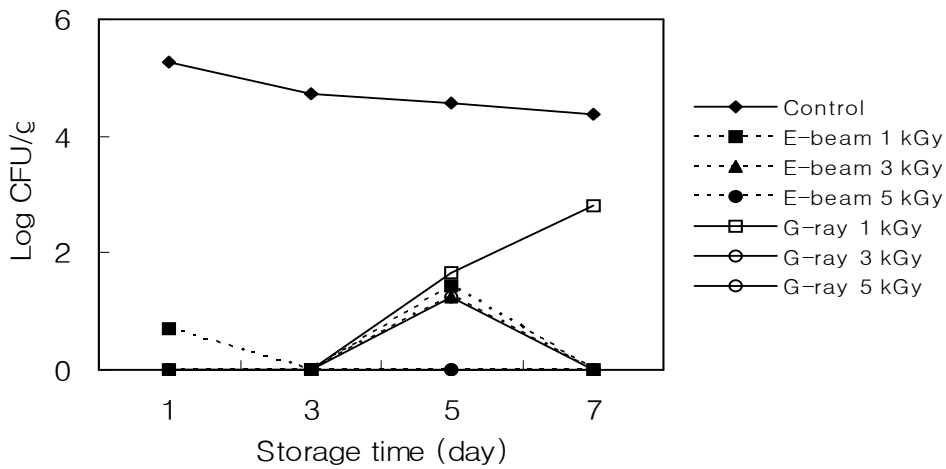 6
4
2
0
Log CFU/g
1 3 5 7
Storage time (day)
Control
E-beam 1 kGy
E-beam 3 kGy
E-beam 5 kGy
G-ray 1 kGy
G-ray 3 kGy
G-ray 5 kGy